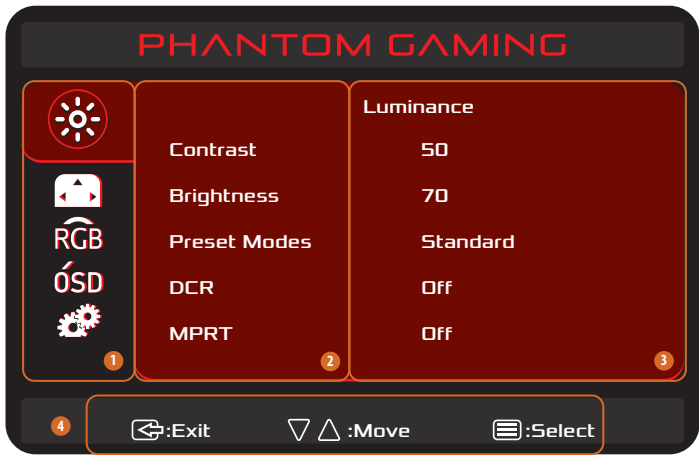 PHANTOM GAMING
Luminance
Contrast 50
Brightness 70
Preset Modes Standard
DCR Off
MPRT Off
RGB
OSD
1 2 3
4 :Exit :Move :Select